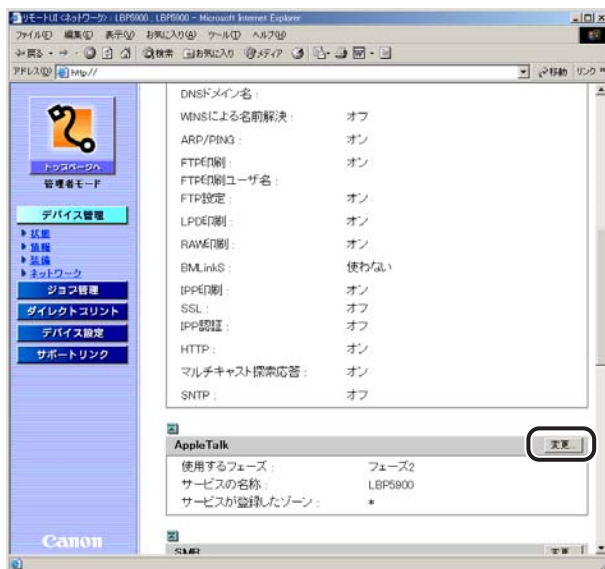 リモートUI <ネットワーク> : LBP5900 ; LBP5900 - Microsoft Internet Explorer
ファイル(F) 編集(E) 表示(V) お気に入り(A) ツール(T) ヘルプ(H)
戻る 検索 お気に入り メディア
アドレス(D) http:// 移動 リンク »
トップページへ
管理者モード
デバイス管理
状態
情報
装備
ネットワーク
ジョブ管理
ダイレクトプリント
デバイス設定
サポートリンク
Canon
DNSドメイン名 :
WINSによる名前解決 : オフ
ARP/PING : オン
FTP印刷 : オン
FTP印刷ユーザ名 :
FTP設定 : オン
LPD印刷 : オン
RAW印刷 : オン
BMLinkS : 使わない
IPP印刷 : オン
SSL : オフ
IPP認証 : オフ
HTTP : オン
マルチキャスト探索応答 : オン
SNTP : オフ
AppleTalk 変更...
使用するフェーズ : フェーズ2
サービスの名称 : LBP5900
サービスが登録したゾーン : *
SMB 変更...